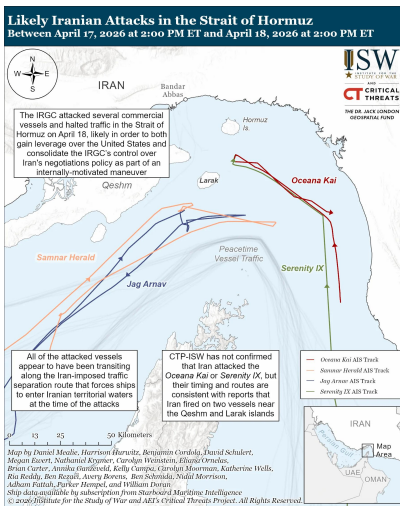 Likely Iranian Attacks in the Strait of Hormuz
Between April 17, 2026 at 2:00 PM ET and April 18, 2026 at 2:00 PM ET
N
W
E
S
IRAN
Bandar
Abbas
ISW
INSTITUTE FOR THE
STUDY OF WAR
AND
CT CRITICAL
THREATS
THE DR. JACK LONDON
GEOSPATIAL FUND
The IRGC attacked several commercial
vessels and halted traffic in the Strait of
Hormuz on April 18, likely in order to both
gain leverage over the United States and
consolidate the IRGC's control over
Iran's negotiations policy as part of an
internally-motivated maneuver
Hormuz
Is.
Qeshm
Larak
Oceana Kai
Samnar Herald
Peacetime
Vessel Traffic
Serenity IX
Jag Arnav
All of the attacked vessels
appear to have been transiting
along the Iran-imposed traffic
separation route that forces ships
to enter Iranian territorial waters
at the time of the attacks
CTP-ISW has not confirmed
that Iran attacked the
Oceana Kai or Serenity IX, but
their timing and routes are
consistent with reports that
Iran fired on two vessels near
the Qeshm and Larak islands
Oceana Kai AIS Track
Samnar Herald AIS Track
Jag Arnav AIS Track
Serenity IX AIS Track
0 13 25 50 Kilometers
IRAN
Persian Gulf
Map
Area
UAE
OMAN
Map by Daniel Mealie, Harrison Hurwitz, Benjamin Cordola, David Schulert,
Megan Ewert, Nathaniel Krymer, Carolyn Weinstein, Eliana Ornelas,
Brian Carter, Annika Ganzeveld, Kelly Campa, Carolyn Moorman, Katherine Wells,
Ria Reddy, Ben Rezaei, Avery Borens, Ben Schmida, Nidal Morrison,
Adham Fattah, Parker Hempel, and William Doran
Ship data available by subscription from Starboard Maritime Intelligence
© 2026 Institute for the Study of War and AEI's Critical Threats Project. All Rights Reserved.